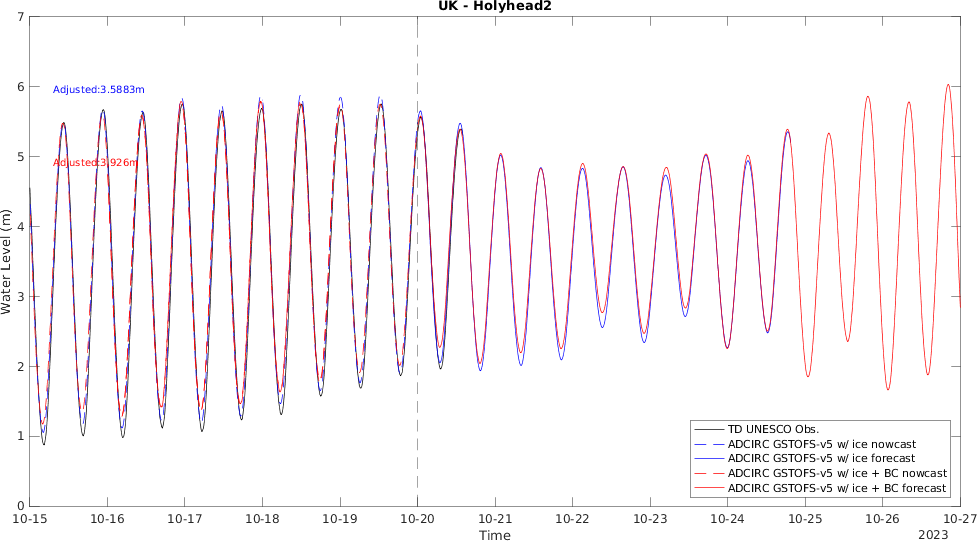 UK - Holyhead2
7
6
5
4
3
2
1
0
Water Level (m)
Adjusted:3.5883m
Adjusted:3.926m
TD UNESCO Obs.
ADCIRC GSTOFS-v5 w/ ice nowcast
ADCIRC GSTOFS-v5 w/ ice forecast
ADCIRC GSTOFS-v5 w/ ice + BC nowcast
ADCIRC GSTOFS-v5 w/ ice + BC forecast
10-15 10-16 10-17 10-18 10-19 10-20 10-21 10-22 10-23 10-24 10-25 10-26 10-27
Time
2023